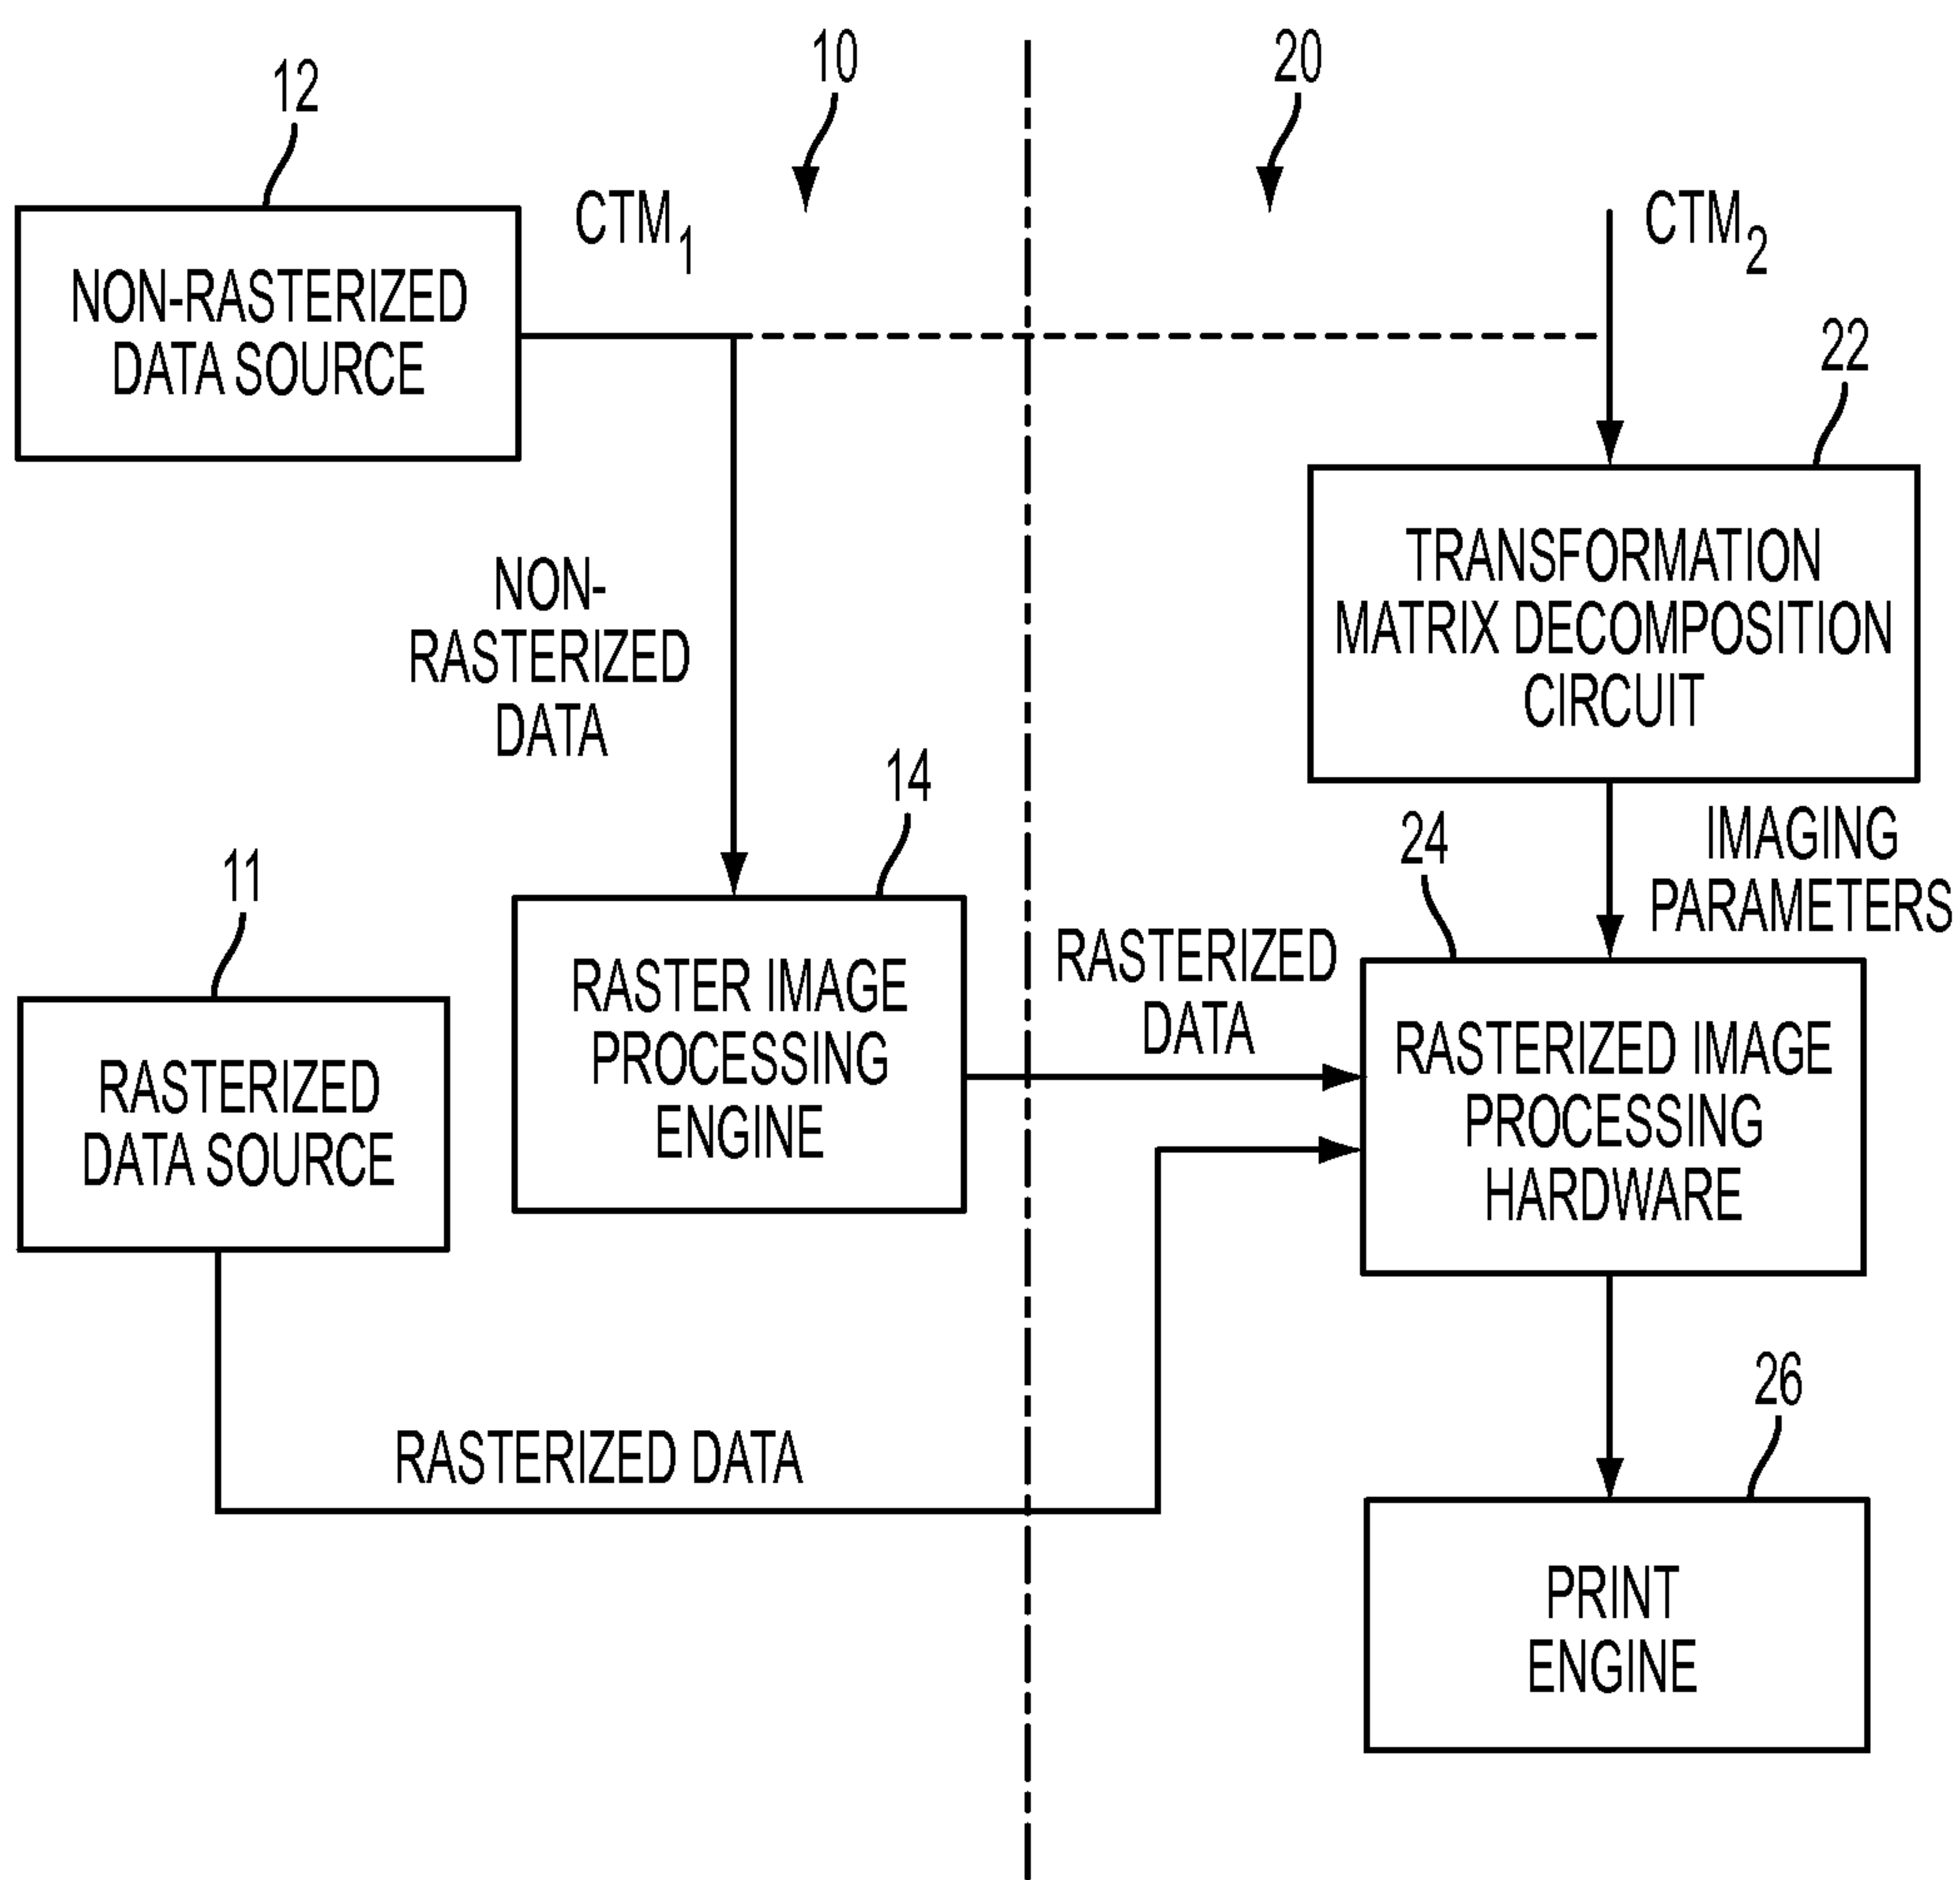 10
20
12
CTM1
CTM2
NON-RASTERIZED
DATA SOURCE
22
TRANSFORMATION
MATRIX DECOMPOSITION
CIRCUIT
NON-
RASTERIZED
DATA
14
24
IMAGING
PARAMETERS
11
RASTER IMAGE
PROCESSING
ENGINE
RASTERIZED
DATA
RASTERIZED IMAGE
PROCESSING
HARDWARE
RASTERIZED
DATA SOURCE
26
RASTERIZED DATA
PRINT
ENGINE